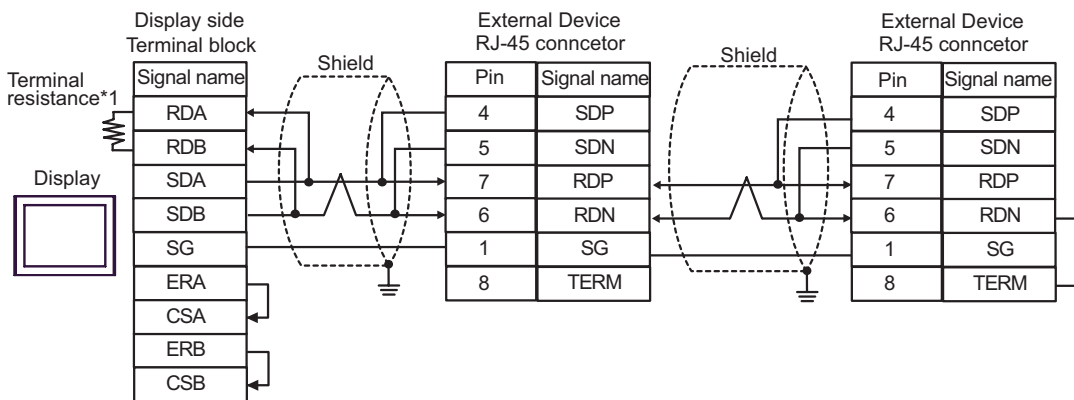 Display side
Terminal block
Terminal
resistance*1
Display
Signal name
RDA
RDB
SDA
SDB
SG
ERA
CSA
ERB
CSB
Shield
External Device
RJ-45 conncetor
Pin Signal name
4 SDP
5 SDN
7 RDP
6 RDN
1 SG
8 TERM
Shield
External Device
RJ-45 conncetor
Pin Signal name
4 SDP
5 SDN
7 RDP
6 RDN
1 SG
8 TERM